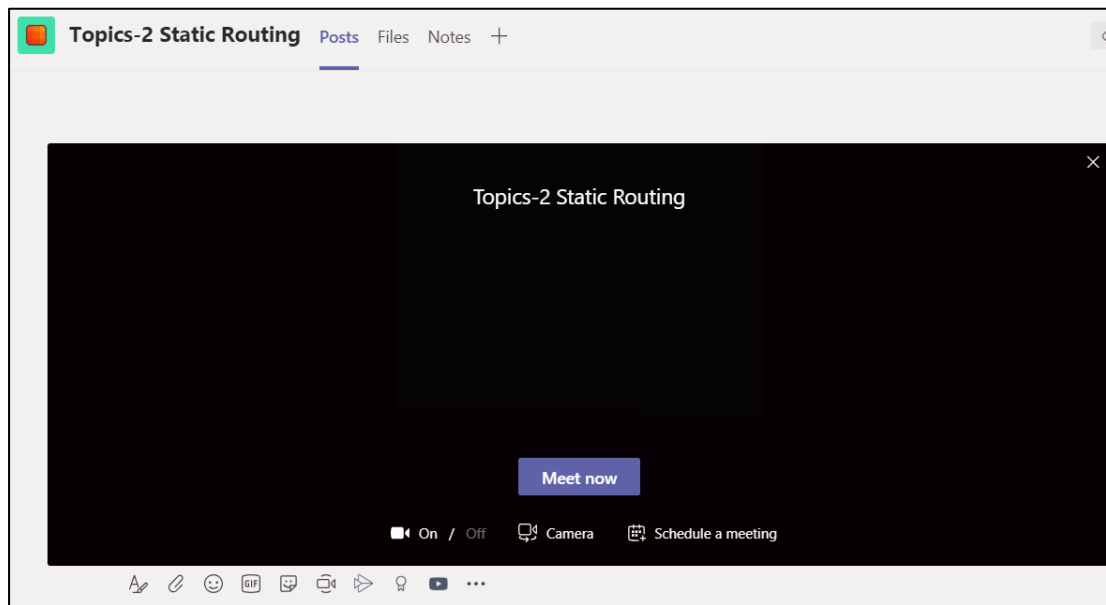 Topics-2 Static Routing Posts Files Notes
Topics-2 Static Routing
Meet now
On / Off Camera Schedule a meeting
GIF